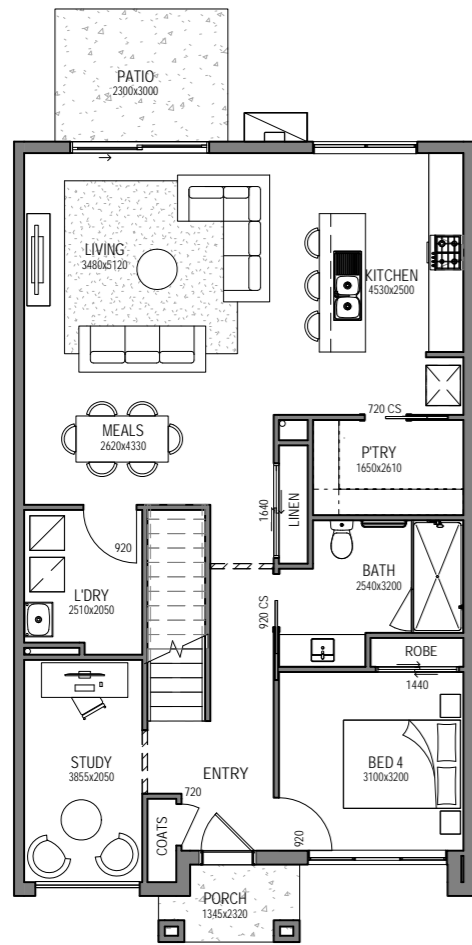 PATIO
2300x3000
LIVING
3480x5120
KITCHEN
4530x2500
720 CS
MEALS
2620x4330
P'TRY
1650x2610
LINEN
1640
920
L'DRY
2510x2050
BATH
2540x3200
920 CS
ROBE
1440
STUDY
3855x2050
ENTRY
BED 4
3100x3200
720
COATS
920
PORCH
1345x2320